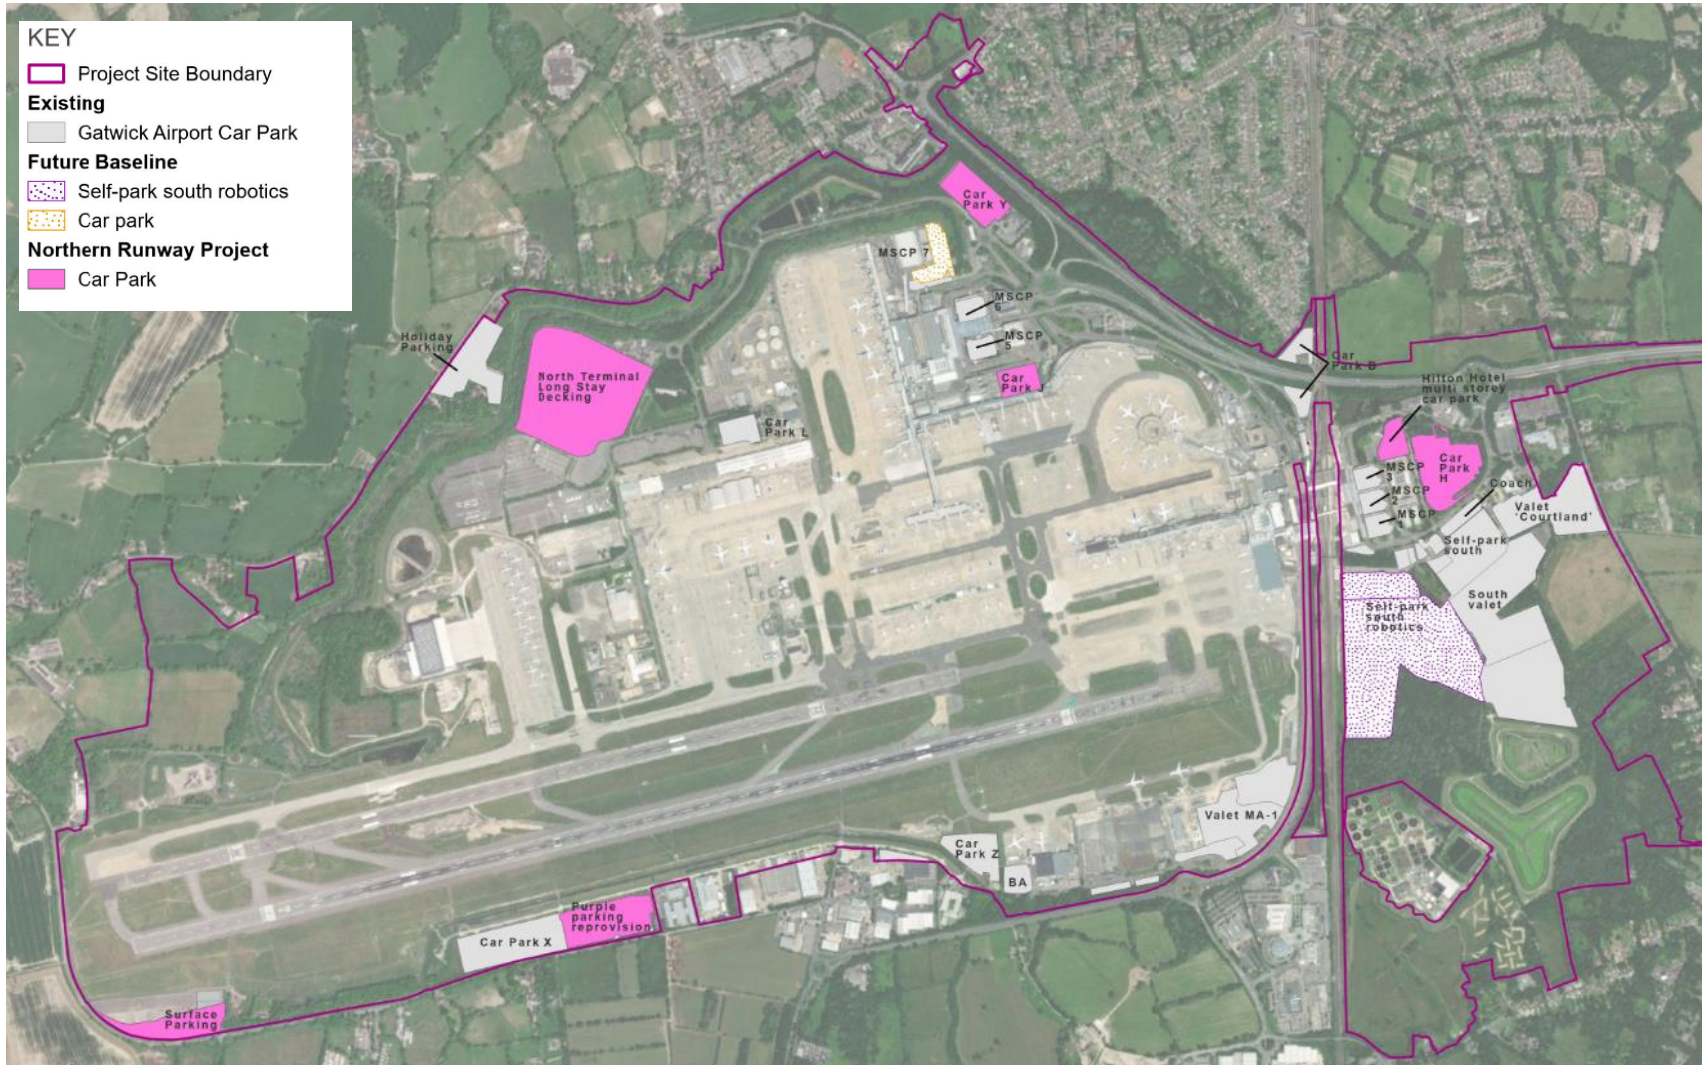 KEY
Project Site Boundary
Existing
Gatwick Airport Car Park
Future Baseline
Self-park south robotics
Car park
Northern Runway Project
Car Park
Car
Park Y
MSCP 7
MSCP
6
MSCP
5
Car
Park J
Holiday
Parking
North Terminal
Long Stay
Decking
Car
Park L
Car
Park B
Hilton Hotel
multi storey
car park
Car
Park
H
MSCP
3
MSCP
2
MSCP
1
Coach
Valet
'Courtland'
Self-park
south
South
valet
Self-park
south
robotics
Valet MA-1
Car
Park Z
BA
Purple
parking
reprovision
Car Park X
Surface
Parking